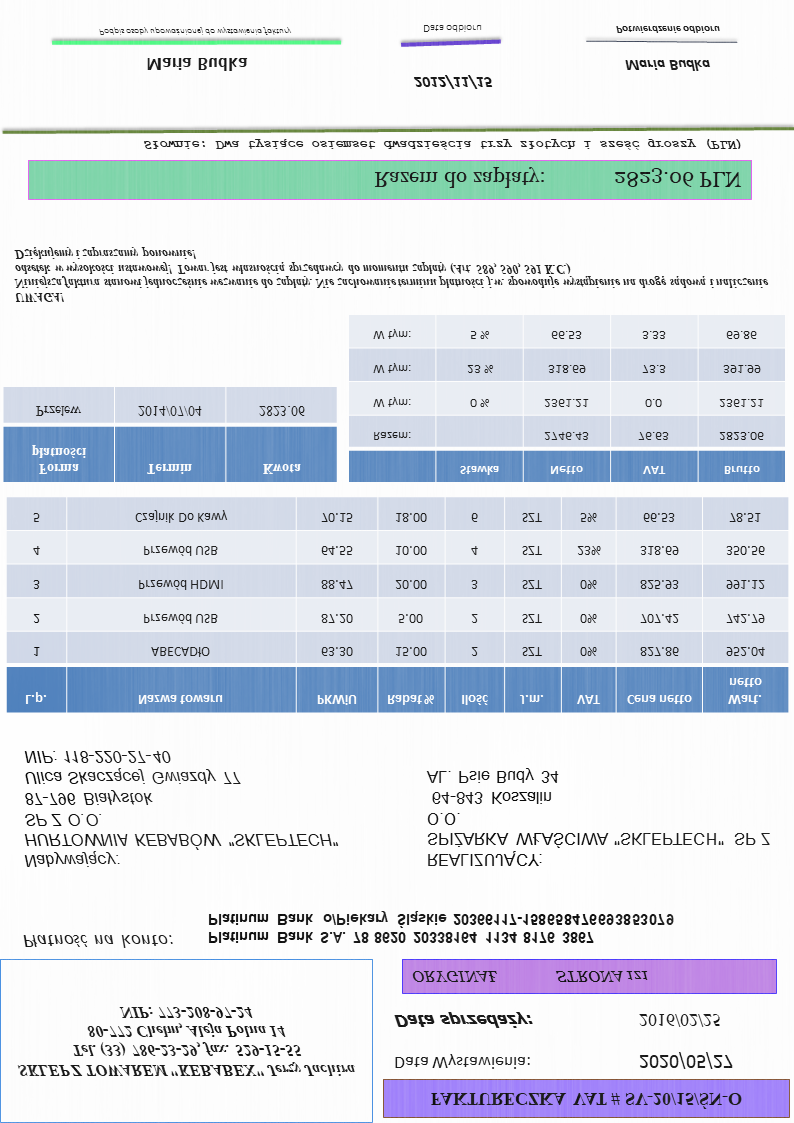 FAKTURECZKA VAT # SV-20/15/ŚN-O
SKLEP Z TOWAREM "KEBABEX" Jerzy Jachira
Tel. (33) 786-23-29, fax. 529-15-55
80-772 Chełm, Aleja Polna 14
NIP: 773-208-97-24
Data Wystawienia: 2020/05/27
Data sprzedaży: 2016/02/25
ORYGINAŁ STRONA 1z1
Płatność na konto:
Platinum Bank S.A. 78 8620 20338164 1134 8176 3867
Platinum Bank o/Piekary Śląskie 20366117-158658476693853079
Nabywający:
HURTOWNIA KEBABÓW "SKLEPTECH"
SP Z O.O.
87-796 Białystok
Ulica Skaczącej Gwiazdy 77
NIP: 118-220-27-40
REALIZUJĄCY:
SPIŻARKA WŁAŚCIWA "SKLEPTECH" SP Z
O.O.
64-843 Koszalin
AL. Psie Budy 34
L.p. Nazwa towaru PKWiU Rabat% Ilość J.m. VAT Cena netto Wart. netto
1 ABECADŁO 63.30 15.00 2 SZT 0% 827.86 952.04
2 Przewód USB 87.20 5.00 2 SZT 0% 707.42 742.79
3 Przewód HDMI 88.47 20.00 3 SZT 0% 825.93 991.12
4 Przewód USB 64.55 10.00 4 SZT 23% 318.69 350.56
5 Czajnik Do Kawy 70.15 18.00 6 SZT 5% 66.53 78.51
Forma płatności Termin Kwota
Przelew 2014/07/04 2823.06
Stawka Netto VAT Brutto
Razem: 2746.43 76.63 2823.06
W tym: 0 % 2361.21 0.0 2361.21
W tym: 23 % 318.69 73.3 391.99
W tym: 5 % 66.53 3.33 69.86
UWAGA!
Niniejsza faktura stanowi jednocześnie wezwanie do zapłaty. Nie zachowanie terminu płatności j.w. spowoduje wystąpienie na drogę sądową i naliczenie
odsetek w wysokości ustawowej! Towar jest własnością sprzedawcy do momentu zapłaty (Art. 589, 590, 591 K.C.)
Dziękujemy i zapraszamy ponownie!
Razem do zapłaty: 2823.06 PLN
Słownie: Dwa tysiące osiemset dwadzieścia trzy złotych i sześć groszy (PLN)
Maria Budka
Podpis osoby upoważnionej do wystawienia faktury
2012/11/15
Data odbioru
Maria Budka
Potwierdzenie odbioru